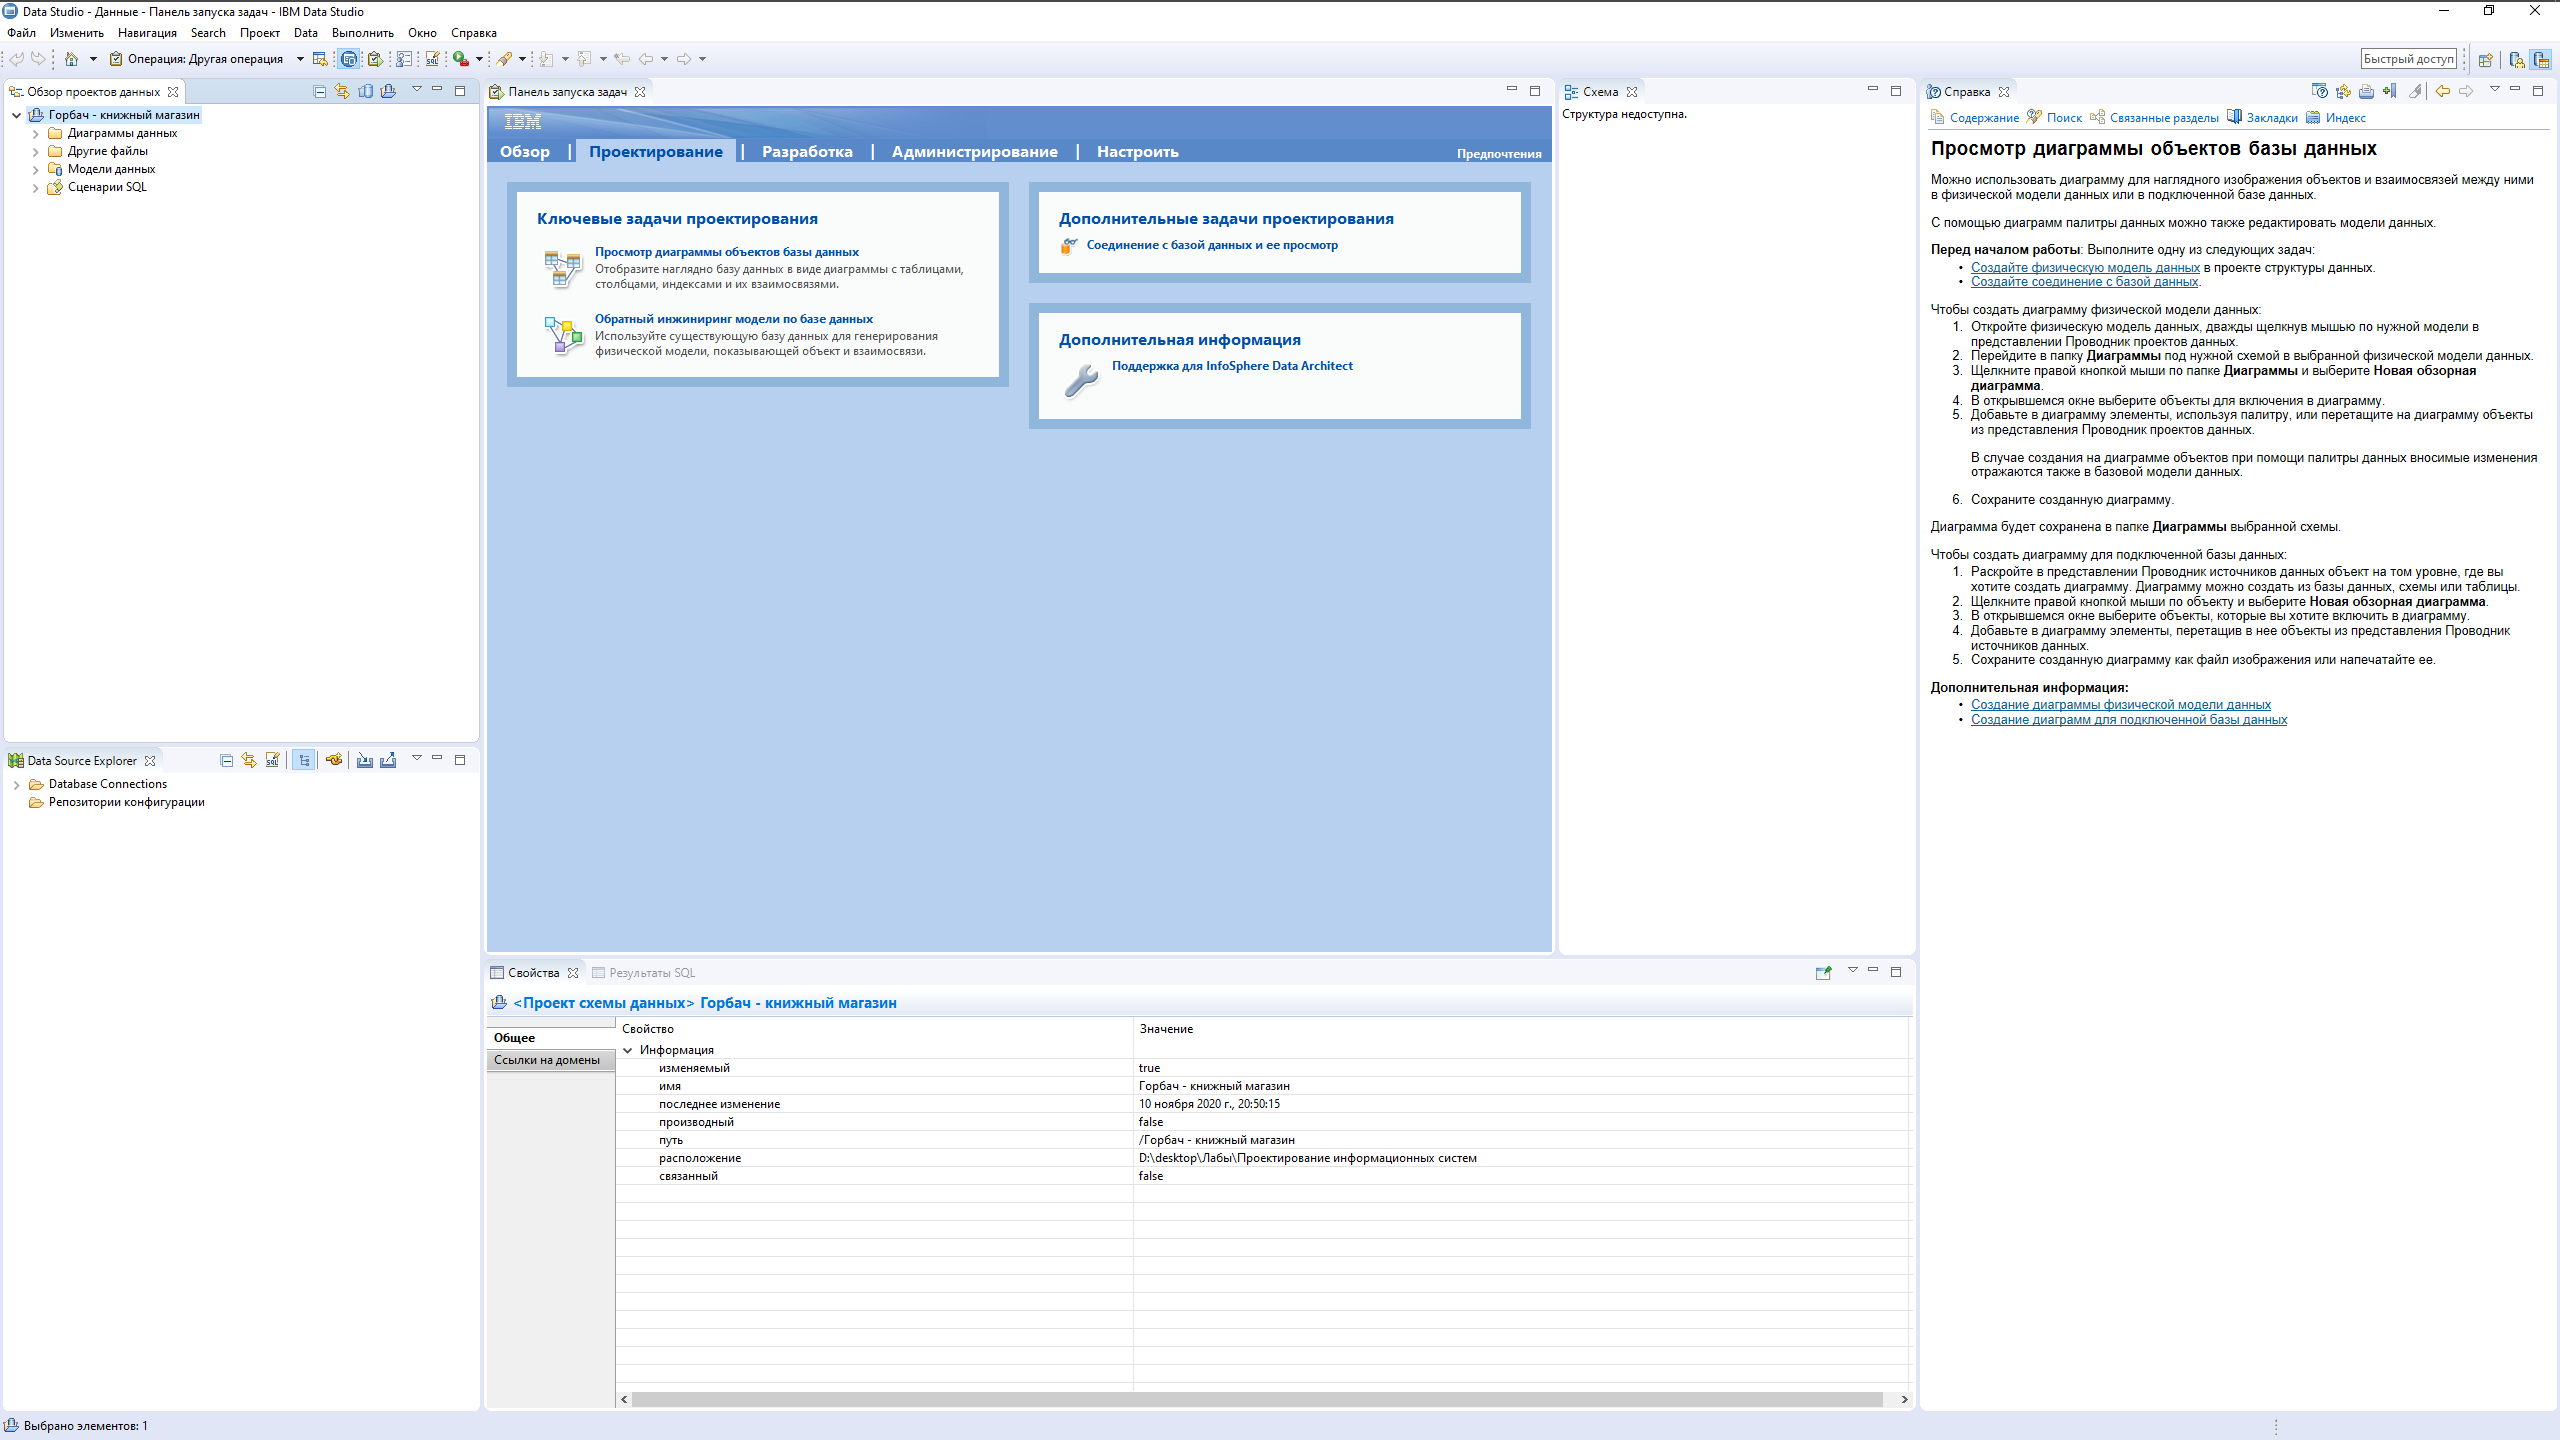 Data Studio - Данные - Панель запуска задач - IBM Data Studio
Файл Изменить Навигация Search Проект Data Выполнить Окно Справка
Операция: Другая операция
Быстрый доступ
Обзор проектов данных
Горбач - книжный магазин
Диаграммы данных
Другие файлы
Модели данных
Сценарии SQL
Data Source Explorer
Database Connections
Репозитории конфигурации
Панель запуска задач
IBM
Обзор | Проектирование | Разработка | Администрирование | Настроить
Предпочтения
Ключевые задачи проектирования
Просмотр диаграммы объектов базы данных
Отобразите наглядно базу данных в виде диаграммы с таблицами,
столбцами, индексами и их взаимосвязями.
Обратный инжиниринг модели по базе данных
Используйте существующую базу данных для генерирования
физической модели, показывающей объект и взаимосвязи.
Дополнительные задачи проектирования
Соединение с базой данных и ее просмотр
Дополнительная информация
Поддержка для InfoSphere Data Architect
Схема
Структура недоступна.
Свойства
Результаты SQL
<Проект схемы данных> Горбач - книжный магазин
Общее
Ссылки на домены
Свойство Значение
Информация
изменяемый true
имя Горбач - книжный магазин
последнее изменение 10 ноября 2020 г., 20:50:15
производный false
путь /Горбач - книжный магазин
расположение D:\desktop\Лабы\Проектирование информационных систем
связанный false
Справка
Содержание Поиск Связанные разделы Закладки Индекс
Просмотр диаграммы объектов базы данных
Можно использовать диаграмму для наглядного изображения объектов и взаимосвязей между ними
в физической модели данных или в подключенной базе данных.
С помощью диаграмм палитры данных можно также редактировать модели данных.
Перед началом работы: Выполните одну из следующих задач:
• Создайте физическую модель данных в проекте структуры данных.
• Создайте соединение с базой данных.
Чтобы создать диаграмму физической модели данных:
1. Откройте физическую модель данных, дважды щелкнув мышью по нужной модели в
представлении Проводник проектов данных.
2. Перейдите в папку Диаграммы под нужной схемой в выбранной физической модели данных.
3. Щелкните правой кнопкой мыши по папке Диаграммы и выберите Новая обзорная
диаграмма.
4. В открывшемся окне выберите объекты для включения в диаграмму.
5. Добавьте в диаграмму элементы, используя палитру, или перетащите на диаграмму объекты
из представления Проводник проектов данных.
В случае создания на диаграмме объектов при помощи палитры данных вносимые изменения
отражаются также в базовой модели данных.
6. Сохраните созданную диаграмму.
Диаграмма будет сохранена в папке Диаграммы выбранной схемы.
Чтобы создать диаграмму для подключенной базы данных:
1. Раскройте в представлении Проводник источников данных объект на том уровне, где вы
хотите создать диаграмму. Диаграмму можно создать из базы данных, схемы или таблицы.
2. Щелкните правой кнопкой мыши по объекту и выберите Новая обзорная диаграмма.
3. В открывшемся окне выберите объекты, которые вы хотите включить в диаграмму.
4. Добавьте в диаграмму элементы, перетащив в нее объекты из представления Проводник
источников данных.
5. Сохраните созданную диаграмму как файл изображения или напечатайте ее.
Дополнительная информация:
• Создание диаграммы физической модели данных
• Создание диаграмм для подключенной базы данных
Выбрано элементов: 1